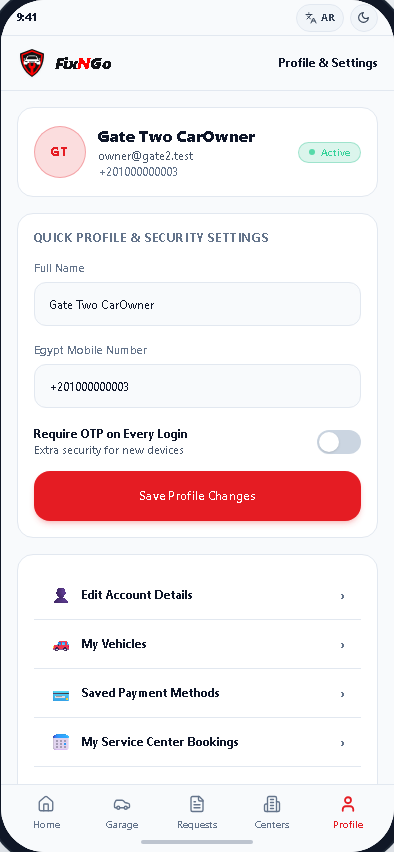 9:41
AR
FixNGo
Profile & Settings
GT
Gate Two CarOwner
owner@gate2.test
+201000000003
Active
QUICK PROFILE & SECURITY SETTINGS
Full Name
Gate Two CarOwner
Egypt Mobile Number
+201000000003
Require OTP on Every Login
Extra security for new devices
Save Profile Changes
Edit Account Details
My Vehicles
Saved Payment Methods
My Service Center Bookings
Home
Garage
Requests
Centers
Profile